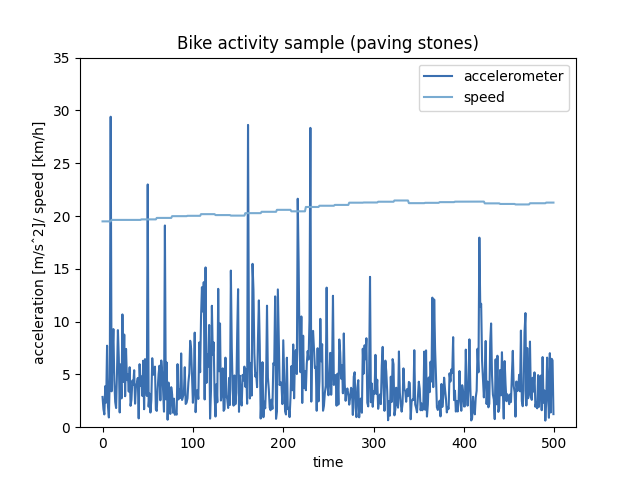 Bike activity sample (paving stones)
accelerometer
speed
acceleration [m/s^2]/ speed [km/h]
35
30
25
20
15
10
5
0
0 100 200 300 400 500
time